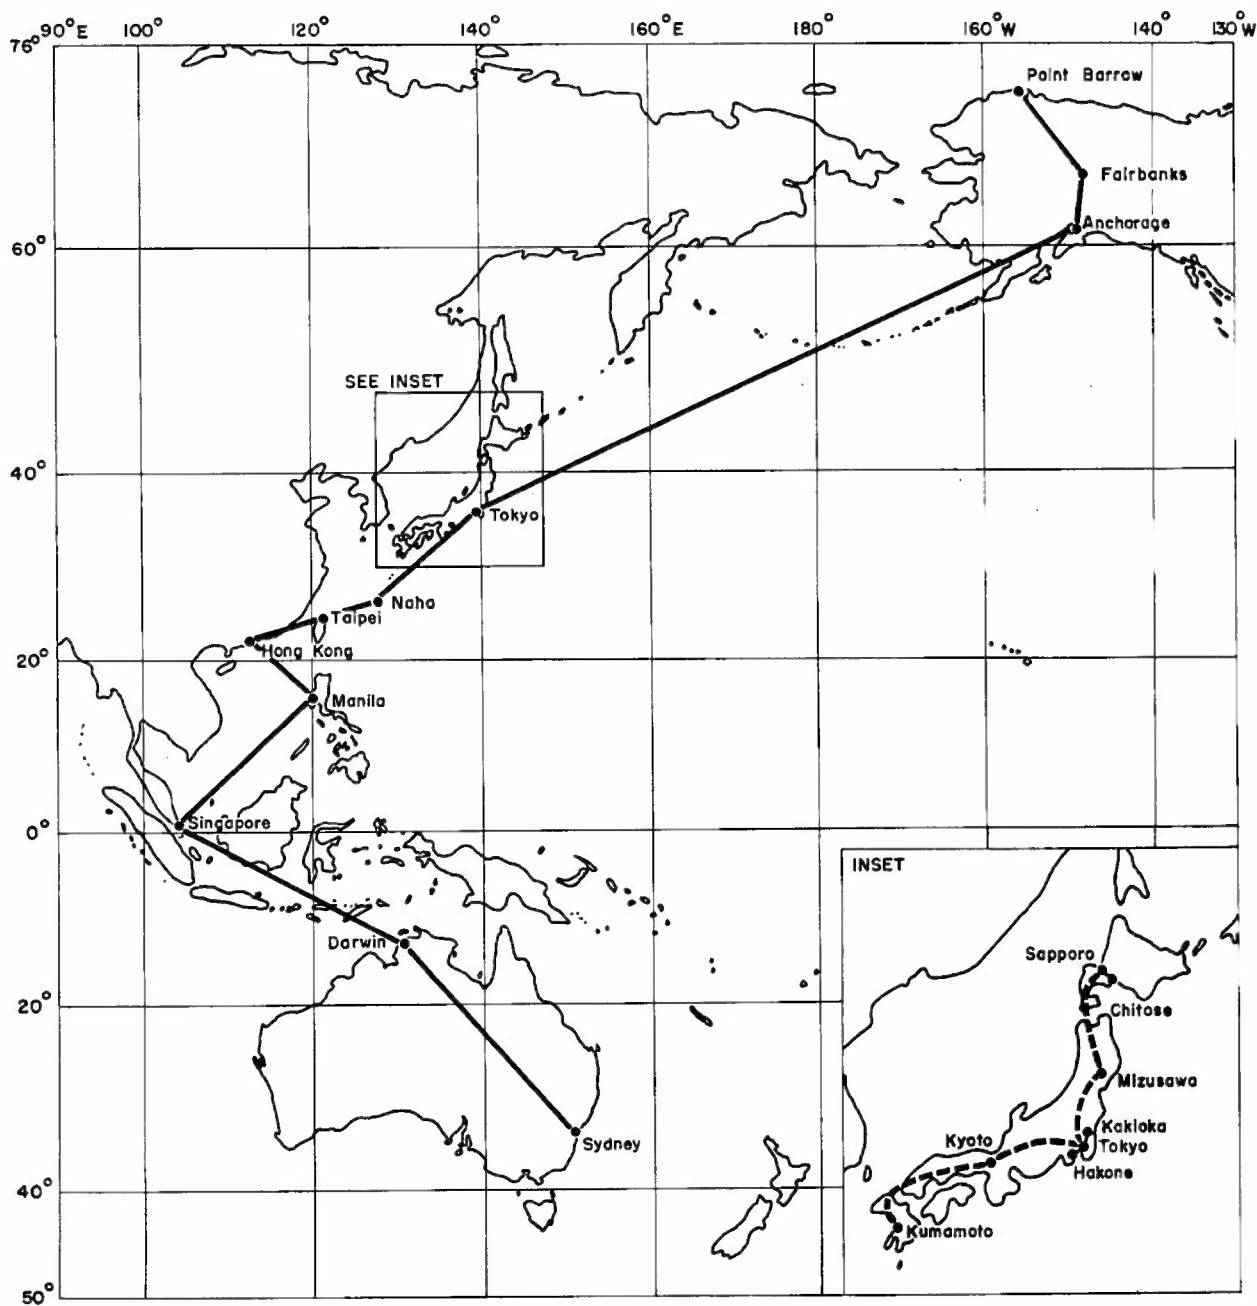 90°E 100° 120° 140° 160°E 180° 160°W 140° 130°W
76°
Point Barrow
Fairbanks
Anchorage
60°
SEE INSET
40°
Tokyo
Naha
Taipei
Hong Kong
20°
Manila
Singapore
0°
INSET
Darwin
Sapporo
20°
Chitose
Mizusawa
Kakioka
Sydney
Kyoto
Tokyo
Hakone
40°
Kumamoto
50°